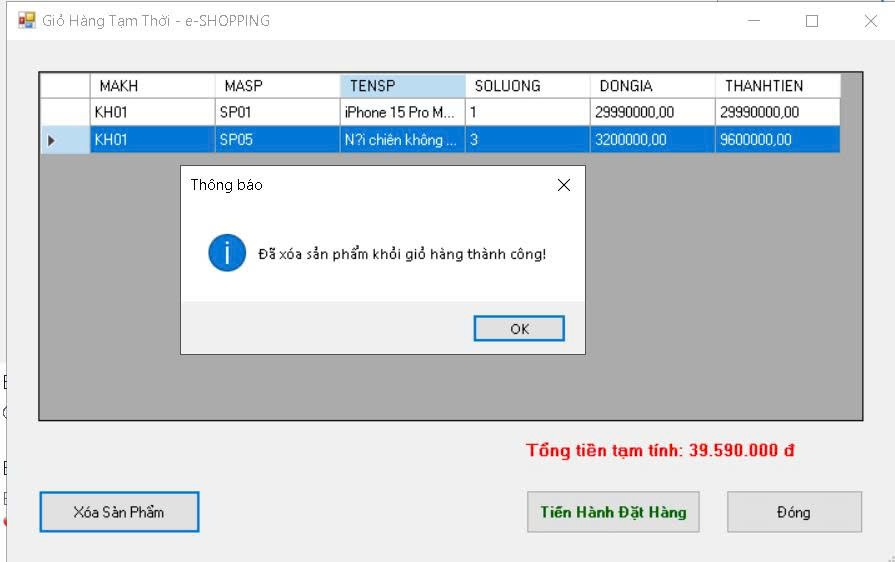 Giỏ Hàng Tạm Thời - e-SHOPPING
MAKH MASP TENSP SOLUONG DONGIA THANHTIEN
KH01 SP01 iPhone 15 Pro M... 1 29990000,00 29990000,00
KH01 SP05 N?i chiên không ... 3 3200000,00 9600000,00
Thông báo
Đã xóa sản phẩm khỏi giỏ hàng thành công!
OK
Tổng tiền tạm tính: 39.590.000 đ
Xóa Sản Phẩm Tiến Hành Đặt Hàng Đóng